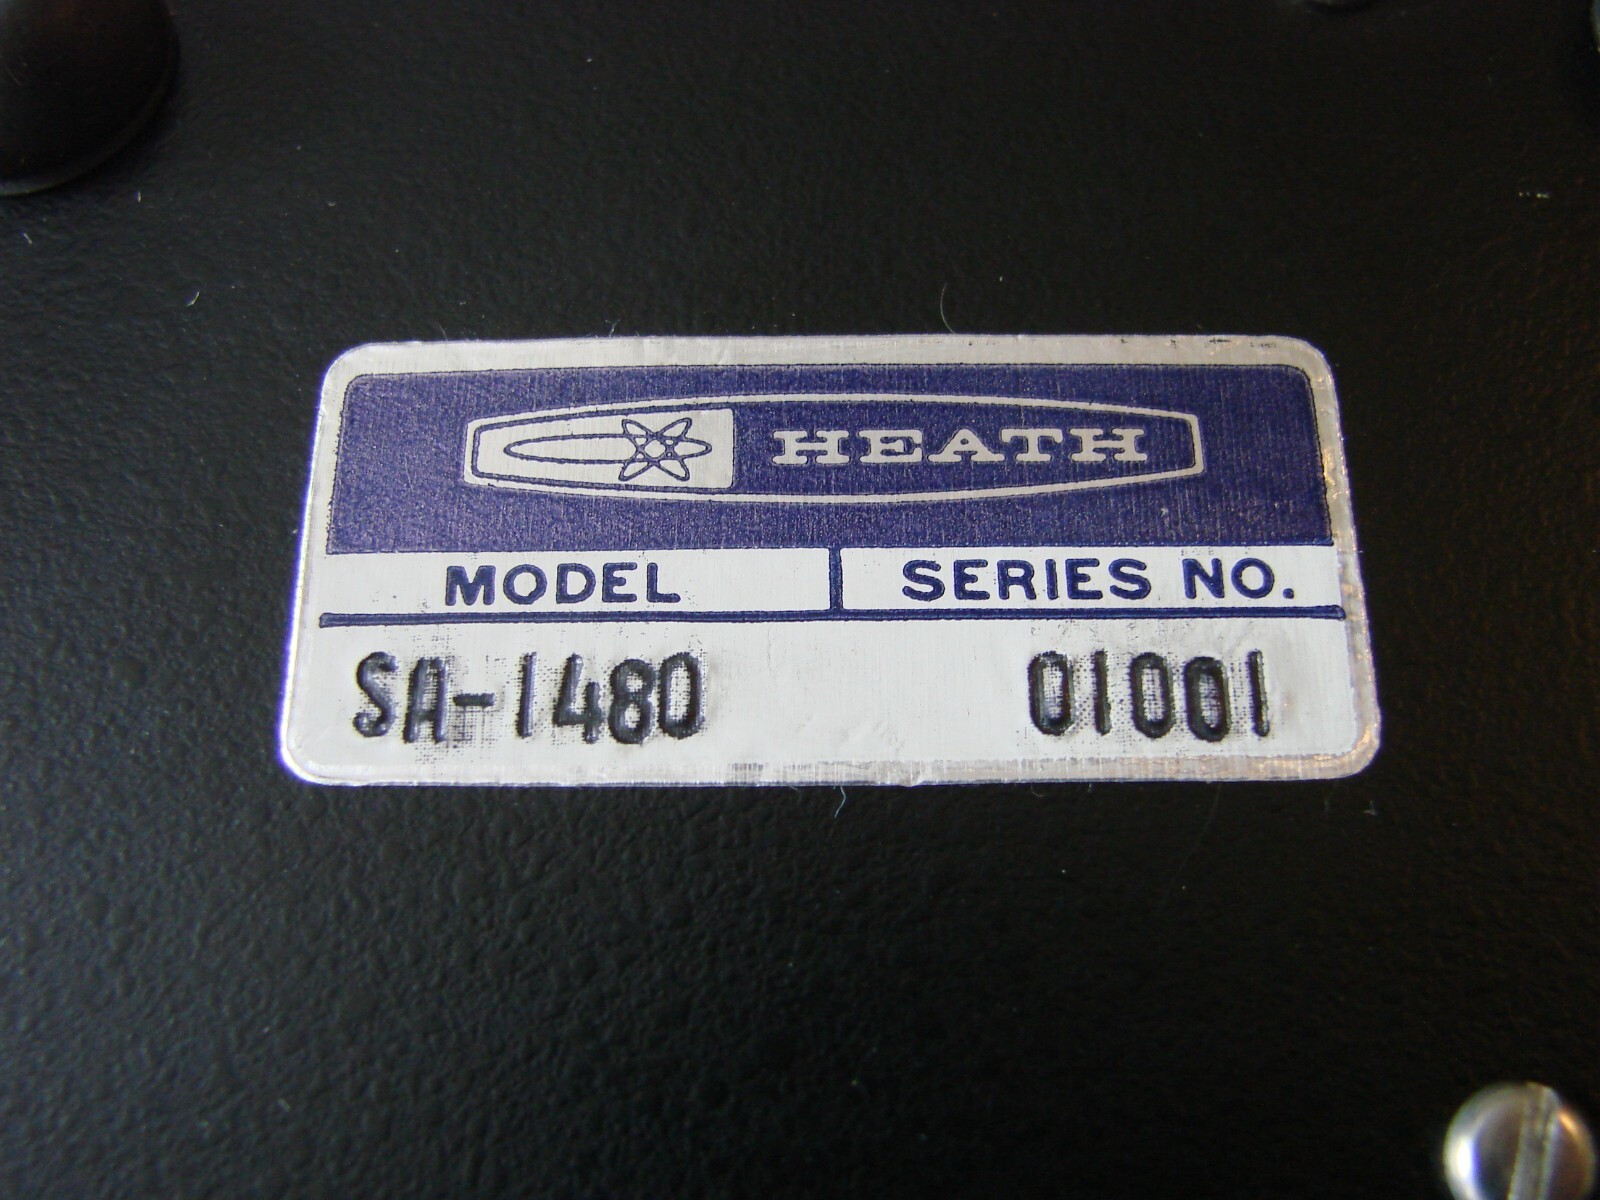 HEATH
MODEL SERIES NO.
SA-1480 01001